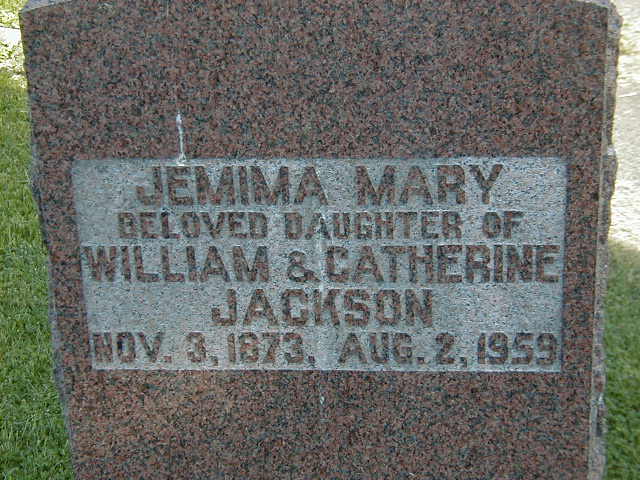 JEMIMA MARY
BELOVED DAUGHTER OF
WILLIAM & CATHERINE
JACKSON
NOV. 3, 1873. AUG. 2, 1959